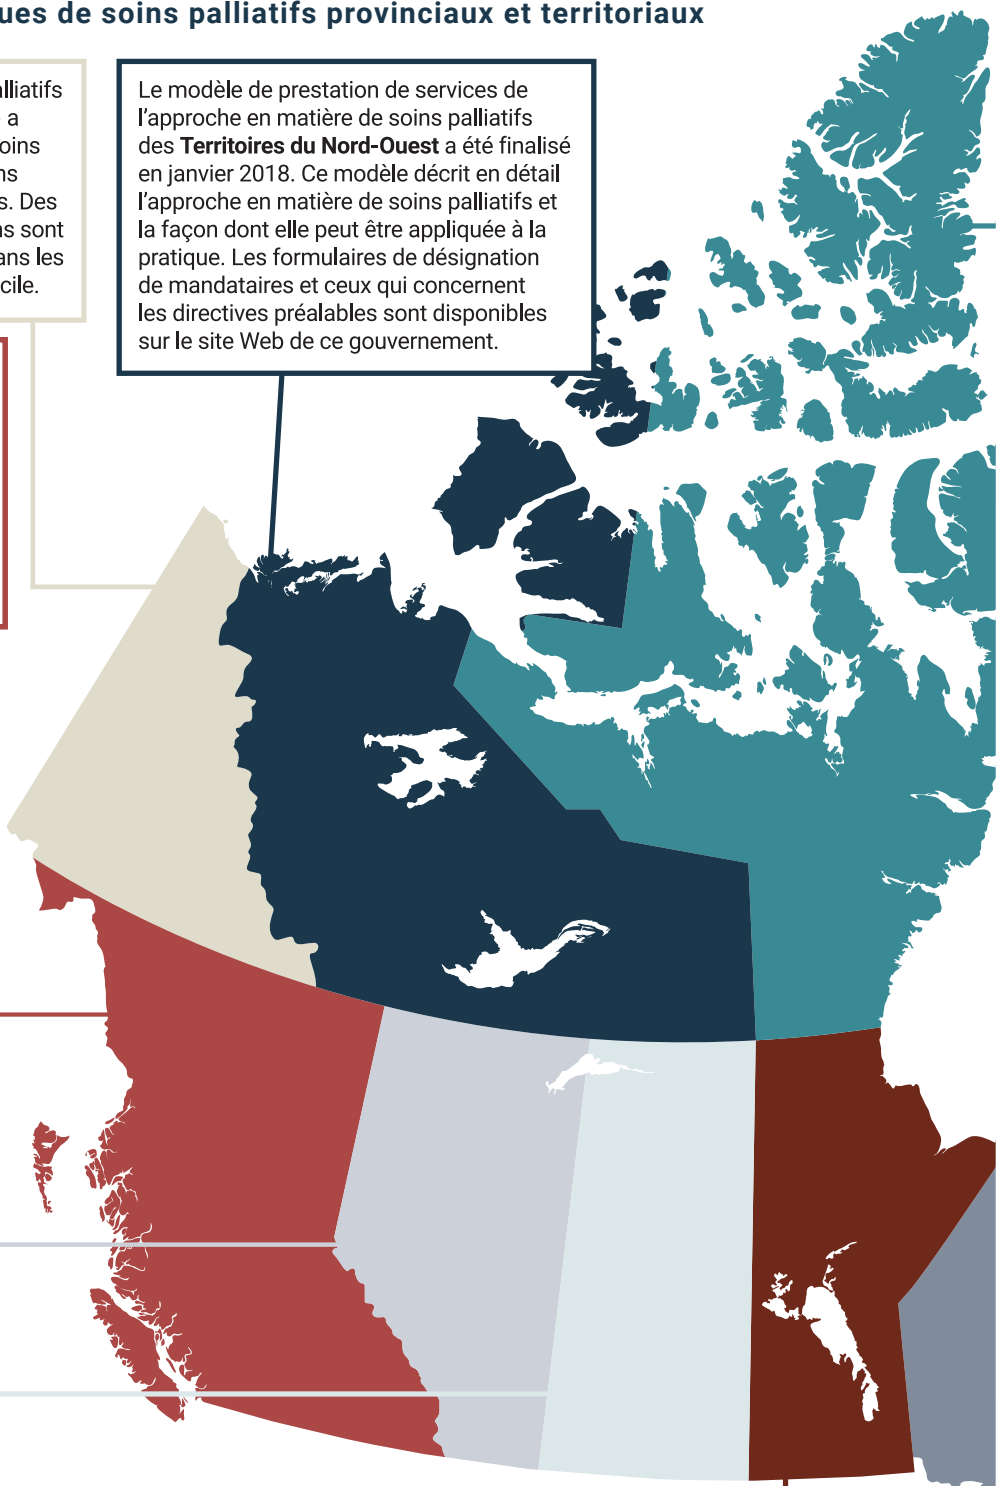 ues de soins palliatifs provinciaux et territoriaux
alliatifs
a
oins
ns
s. Des
ns sont
ans les
cile.
Le modèle de prestation de services de
l'approche en matière de soins palliatifs
des Territoires du Nord-Ouest a été finalisé
en janvier 2018. Ce modèle décrit en détail
l'approche en matière de soins palliatifs et
la façon dont elle peut être appliquée à la
pratique. Les formulaires de désignation
de mandataires et ceux qui concernent
les directives préalables sont disponibles
sur le site Web de ce gouvernement.